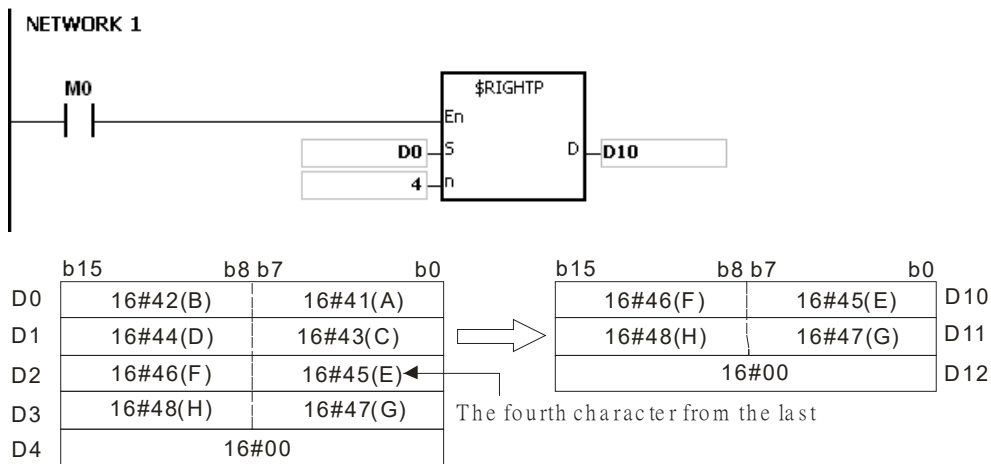 NETWORK 1
M0
$RIGHTP
En
D0 S D D10
4 n
b15 b8 b7 b0 b15 b8 b7 b0
D0 16#42(B) 16#41(A) 16#46(F) 16#45(E) D10
D1 16#44(D) 16#43(C) 16#48(H) 16#47(G) D11
D2 16#46(F) 16#45(E) 16#00 D12
D3 16#48(H) 16#47(G) The fourth character from the last
D4 16#00